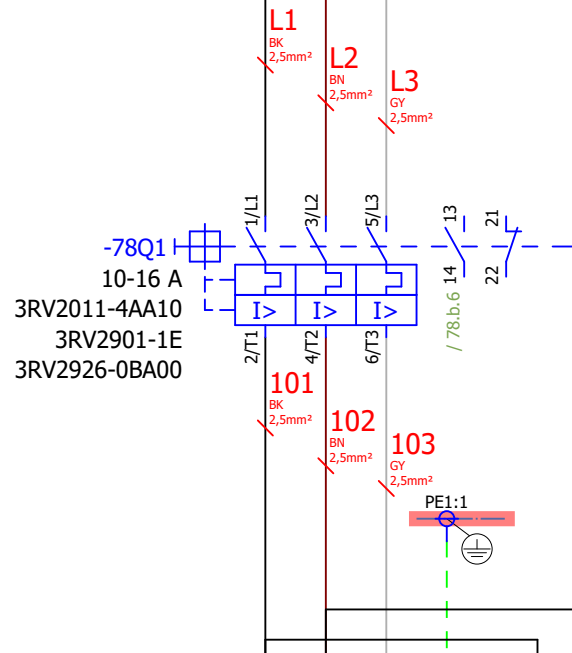 L1
BK
2,5mm²
L2
BN
2,5mm²
L3
GY
2,5mm²
1/L1
3/L2
5/L3
13
21
-78Q1
10-16 A
3RV2011-4AA10
3RV2901-1E
3RV2926-0BA00
I>
I>
I>
14
22
/ 78.b.6
2/T1
4/T2
6/T3
101
BK
2,5mm²
102
BN
2,5mm²
103
GY
2,5mm²
PE1:1